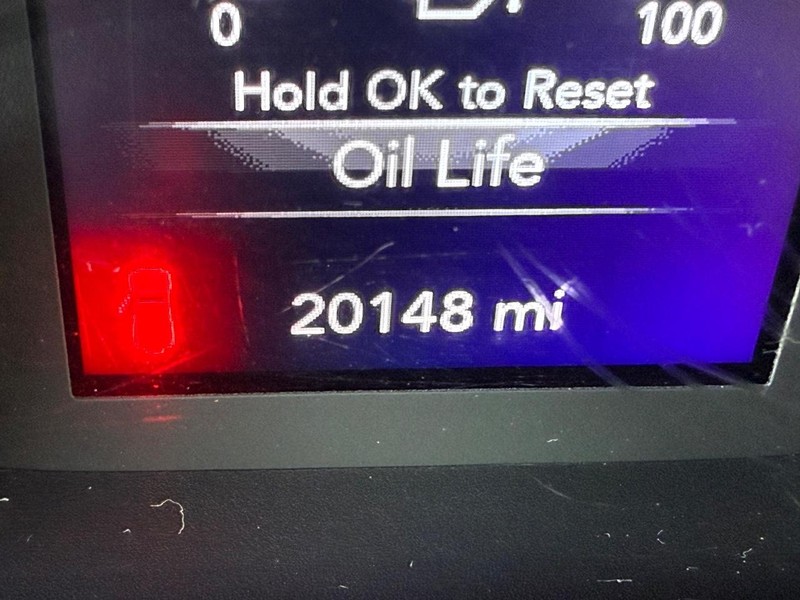 0 100
Hold OK to Reset
Oil Life
20148 mi